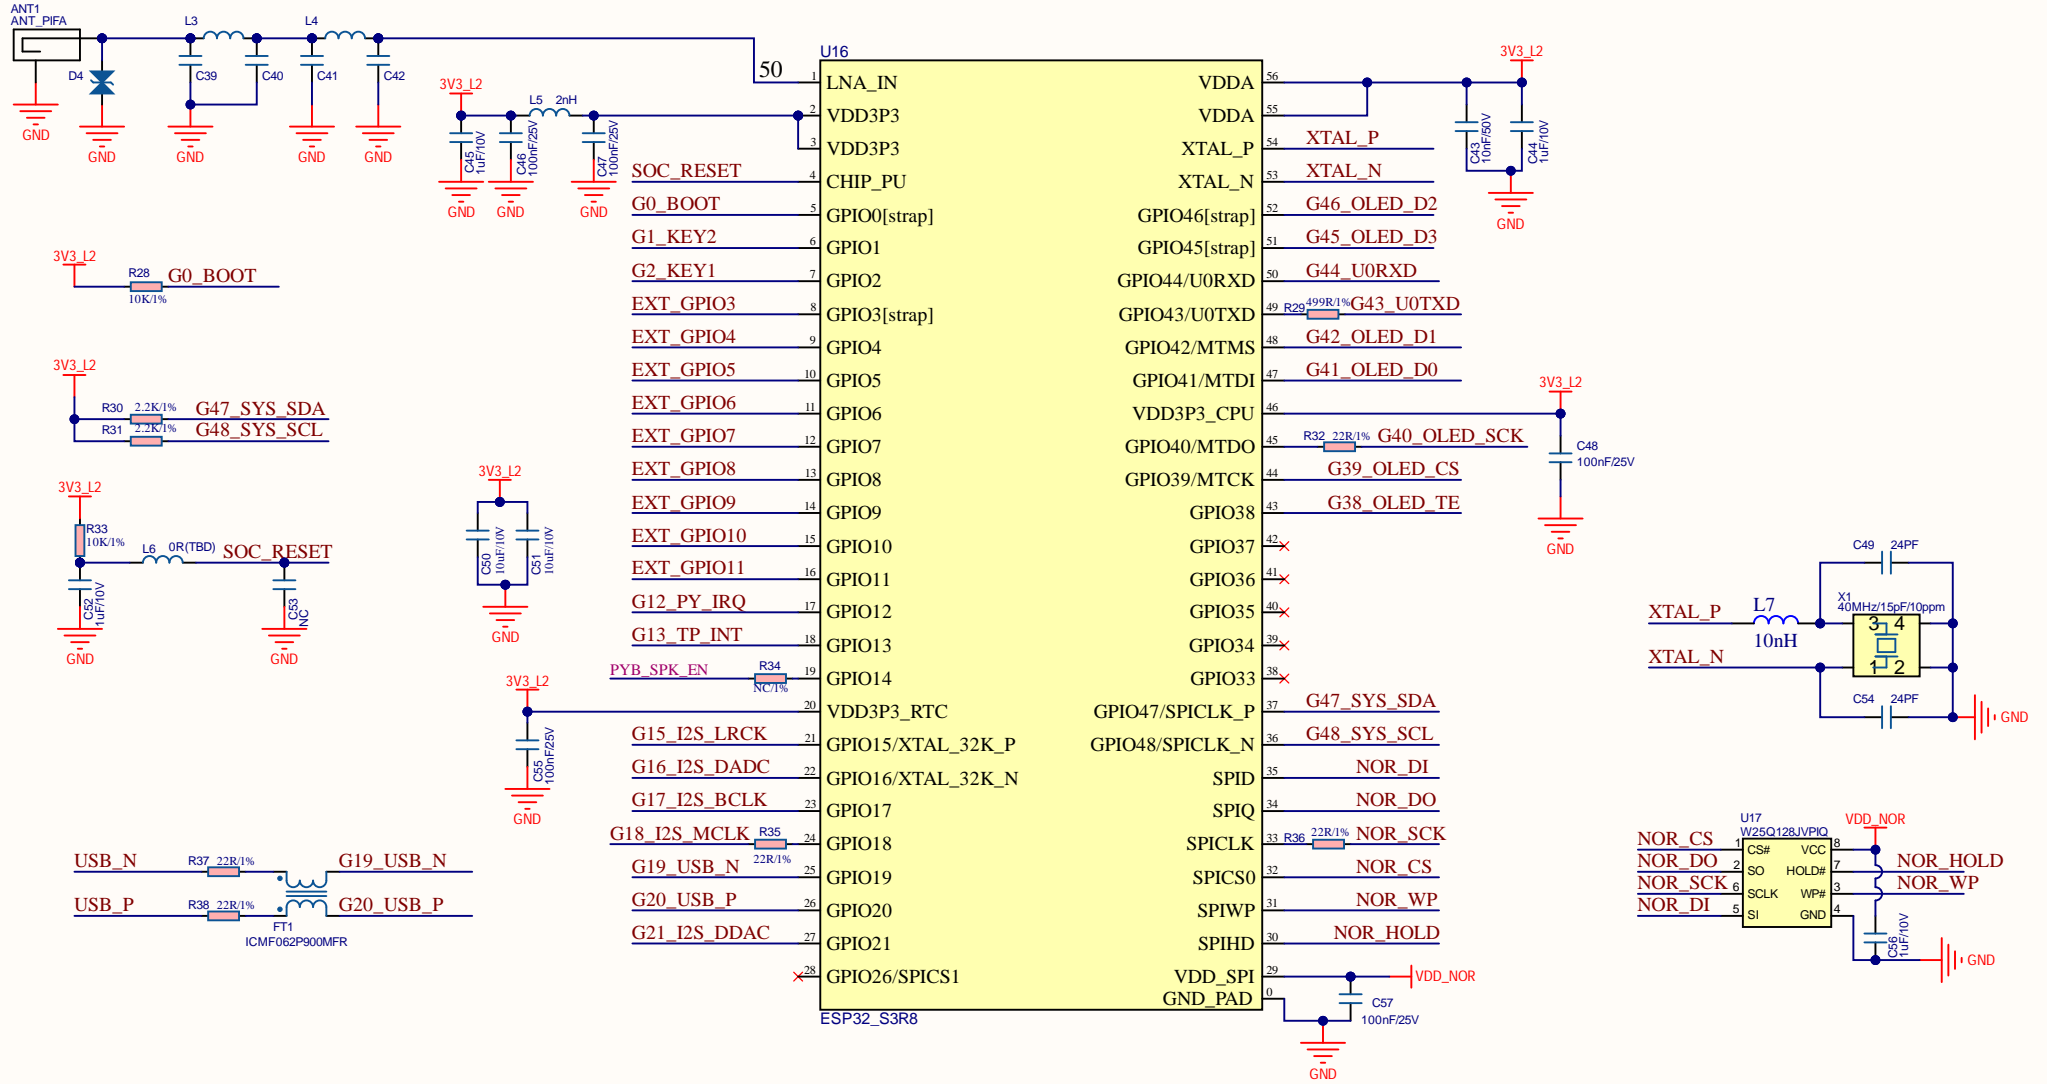 ANT1
ANT_PIFA
L3
L4
D4
C39
C40
C41
C42
GND
GND
GND
GND
GND
50
3V3_L2
L5 2nH
C45
1uF/10V
C46
100nF/25V
C47
100nF/25V
GND
GND
GND
3V3_L2
R28
10K/1%
G0_BOOT
3V3_L2
R30 2.2K/1% G47_SYS_SDA
R31 2.2K/1% G48_SYS_SCL
3V3_L2
R33
10K/1%
L6 0R(TBD) SOC_RESET
C52
1uF/10V
C53
NC
GND
GND
3V3_L2
C50
10uF/10V
C51
10uF/10V
GND
3V3_L2
C55
100nF/25V
GND
USB_N R37 22R/1% G19_USB_N
USB_P R38 22R/1% G20_USB_P
FT1
ICMF062P900MFR
U16
1 LNA_IN
2 VDD3P3
3 VDD3P3
SOC_RESET 4 CHIP_PU
G0_BOOT 5 GPIO0[strap]
G1_KEY2 6 GPIO1
G2_KEY1 7 GPIO2
EXT_GPIO3 8 GPIO3[strap]
EXT_GPIO4 9 GPIO4
EXT_GPIO5 10 GPIO5
EXT_GPIO6 11 GPIO6
EXT_GPIO7 12 GPIO7
EXT_GPIO8 13 GPIO8
EXT_GPIO9 14 GPIO9
EXT_GPIO10 15 GPIO10
EXT_GPIO11 16 GPIO11
G12_PY_IRQ 17 GPIO12
G13_TP_INT 18 GPIO13
PYB_SPK_EN R34 NC/1% 19 GPIO14
20 VDD3P3_RTC
G15_I2S_LRCK 21 GPIO15/XTAL_32K_P
G16_I2S_DADC 22 GPIO16/XTAL_32K_N
G17_I2S_BCLK 23 GPIO17
G18_I2S_MCLK R35 22R/1% 24 GPIO18
G19_USB_N 25 GPIO19
G20_USB_P 26 GPIO20
G21_I2S_DDAC 27 GPIO21
28 GPIO26/SPICS1
ESP32_S3R8
VDDA 56
VDDA 55
XTAL_P 54 XTAL_P
XTAL_N 53 XTAL_N
GPIO46[strap] 52 G46_OLED_D2
GPIO45[strap] 51 G45_OLED_D3
GPIO44/U0RXD 50 G44_U0RXD
GPIO43/U0TXD 49 R29 499R/1% G43_U0TXD
GPIO42/MTMS 48 G42_OLED_D1
GPIO41/MTDI 47 G41_OLED_D0
VDD3P3_CPU 46
GPIO40/MTDO 45 R32 22R/1% G40_OLED_SCK
GPIO39/MTCK 44 G39_OLED_CS
GPIO38 43 G38_OLED_TE
GPIO37 42
GPIO36 41
GPIO35 40
GPIO34 39
GPIO33 38
GPIO47/SPICLK_P 37 G47_SYS_SDA
GPIO48/SPICLK_N 36 G48_SYS_SCL
SPID 35 NOR_DI
SPIQ 34 NOR_DO
SPICLK 33 R36 22R/1% NOR_SCK
SPICS0 32 NOR_CS
SPIWP 31 NOR_WP
SPIHD 30 NOR_HOLD
VDD_SPI 29 VDD_NOR
GND_PAD 0
C57
100nF/25V
GND
3V3_L2
C43
10nF/50V
C44
1uF/10V
GND
3V3_L2
C48
100nF/25V
GND
C49 24PF
X1
40MHz/15pF/10ppm
XTAL_P L7
10nH
3 4
XTAL_N
1 2
C54 24PF
GND
U17
W25Q128JVPIQ
VDD_NOR
NOR_CS 1 CS# VCC 8
NOR_DO 2 SO HOLD# 7 NOR_HOLD
NOR_SCK 6 SCLK WP# 3 NOR_WP
NOR_DI 5 SI GND 4
C56
1uF/10V
GND